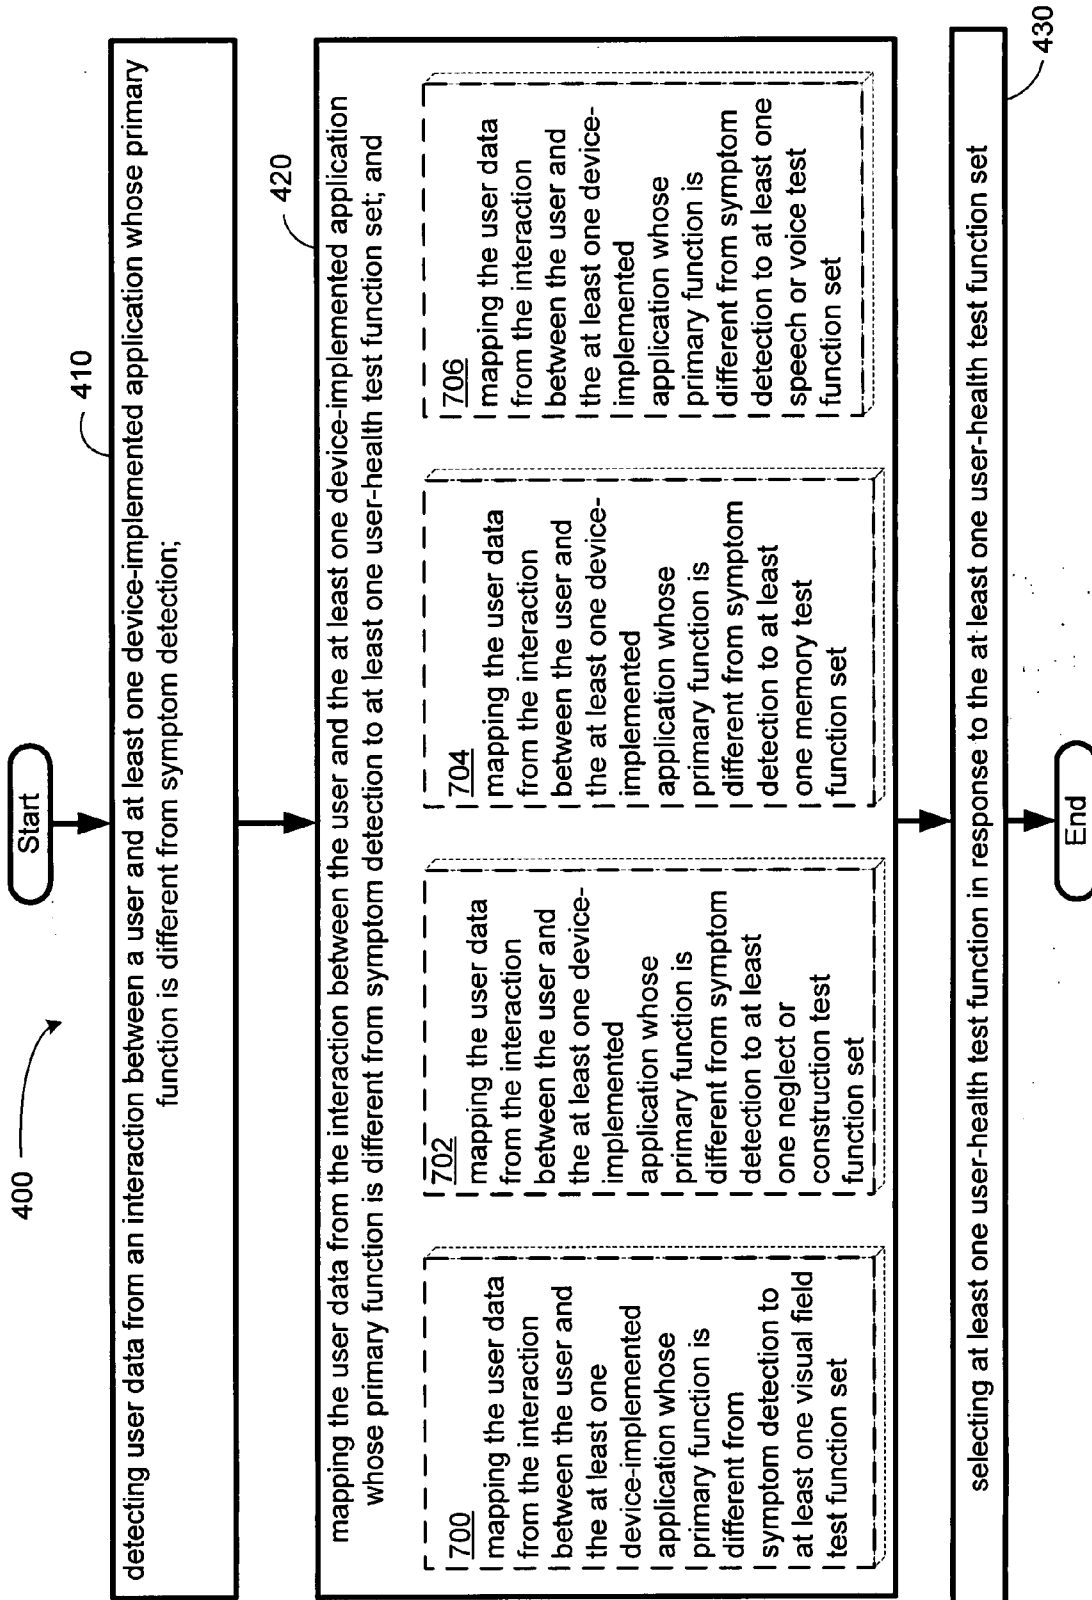 400
Start
410
detecting user data from an interaction between a user and at least one device-implemented application whose primary
function is different from symptom detection;
420
mapping the user data from the interaction between the user and the at least one device-implemented application
whose primary function is different from symptom detection to at least one user-health test function set; and
700
mapping the user data
from the interaction
between the user and
the at least one
device-implemented
application whose
primary function is
different from
symptom detection to
at least one visual field
test function set
702
mapping the user data
from the interaction
between the user and
the at least one device-
implemented
application whose
primary function is
different from symptom
detection to at least
one neglect or
construction test
function set
704
mapping the user data
from the interaction
between the user and
the at least one device-
implemented
application whose
primary function is
different from symptom
detection to at least
one memory test
function set
706
mapping the user data
from the interaction
between the user and
the at least one device-
implemented
application whose
primary function is
different from symptom
detection to at least one
speech or voice test
function set
430
selecting at least one user-health test function in response to the at least one user-health test function set
End